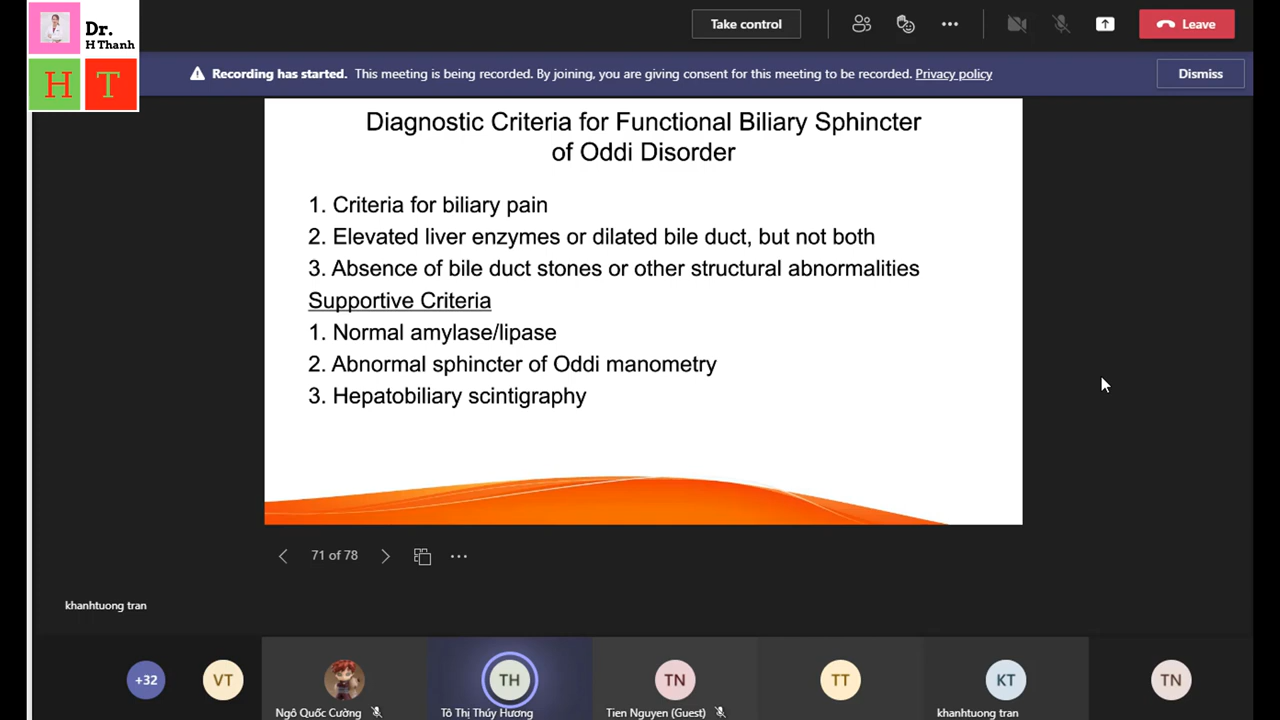 Dr.
H Thanh
H T
Take control
Leave
Recording has started. This meeting is being recorded. By joining, you are giving consent for this meeting to be recorded. Privacy policy
Dismiss
Diagnostic Criteria for Functional Biliary Sphincter
of Oddi Disorder
1. Criteria for biliary pain
2. Elevated liver enzymes or dilated bile duct, but not both
3. Absence of bile duct stones or other structural abnormalities
Supportive Criteria
1. Normal amylase/lipase
2. Abnormal sphincter of Oddi manometry
3. Hepatobiliary scintigraphy
71 of 78
khanhtuong tran
+32 VT TH TN TT KT TN
Ngô Quốc Cường Tô Thị Thúy Hương Tien Nguyen (Guest) khanhtuong tran